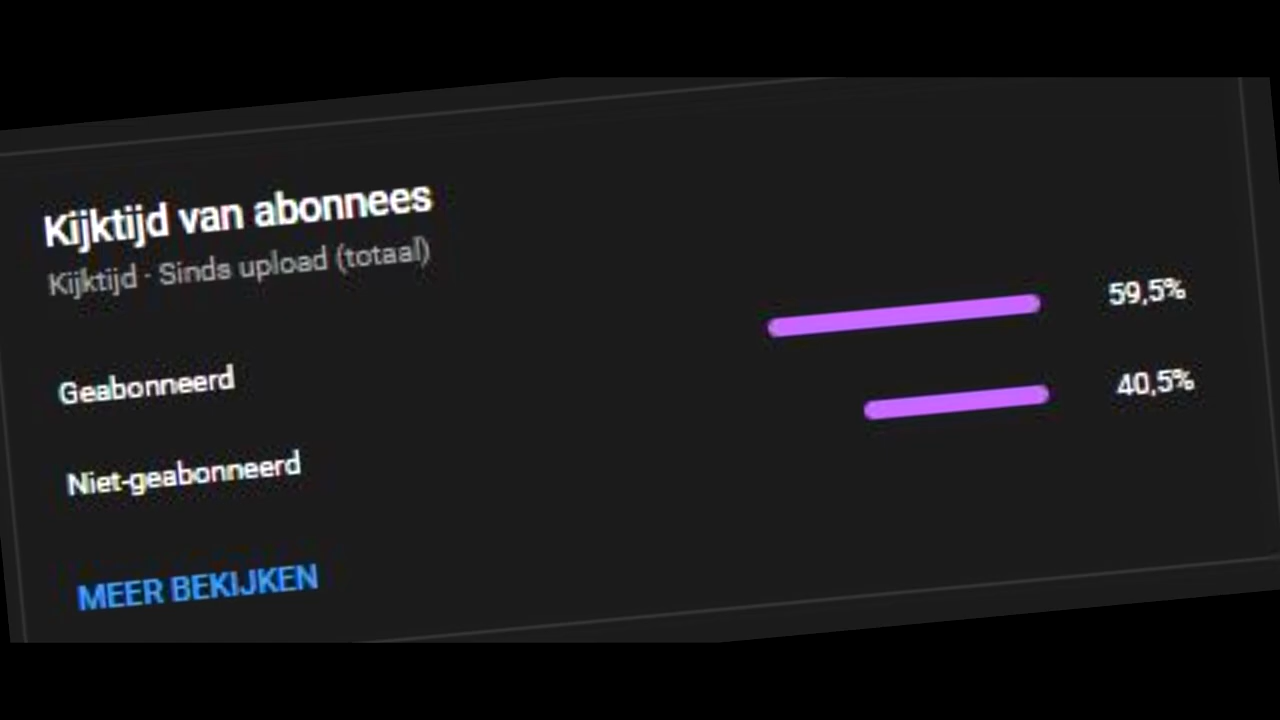 Kijktijd van abonnees
Kijktijd · Sinds upload (totaal)
Geabonneerd 59,5%
Niet-geabonneerd 40,5%
MEER BEKIJKEN